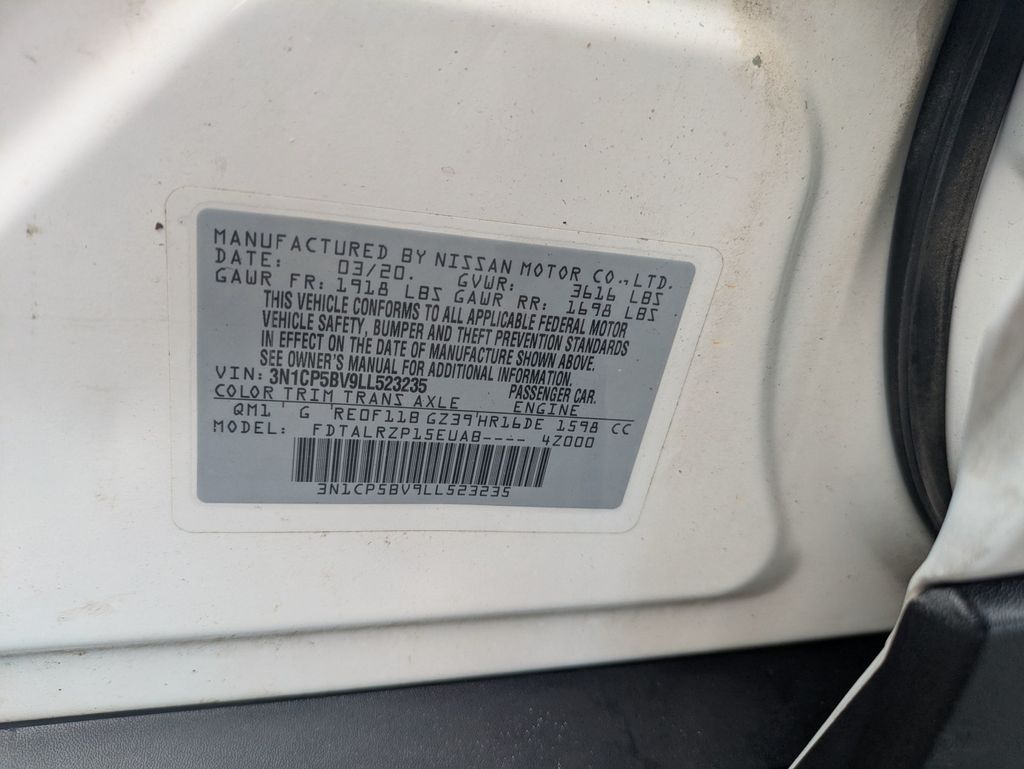 MANUFACTURED BY NISSAN MOTOR CO.,LTD.
DATE: 03/20. GVWR: 3616 LBS
GAWR FR: 1918 LBS GAWR RR: 1698 LBS
THIS VEHICLE CONFORMS TO ALL APPLICABLE FEDERAL MOTOR
VEHICLE SAFETY, BUMPER AND THEFT PREVENTION STANDARDS
IN EFFECT ON THE DATE OF MANUFACTURE SHOWN ABOVE.
SEE OWNER'S MANUAL FOR ADDITIONAL INFORMATION.
VIN: 3N1CP5BV9LL523235 PASSENGER CAR.
COLOR TRIM TRANS AXLE ENGINE
QM1 ' G 'RE0F11B GZ39'HR16DE 1598 CC
MODEL: FDTALRZP15EUAB---- 4Z000
3N1CP5BV9LL523235